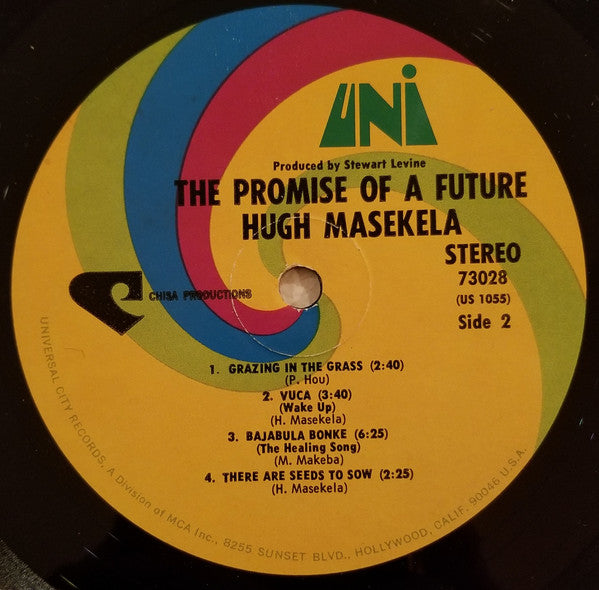 UNI
Produced by Stewart Levine
THE PROMISE OF A FUTURE
HUGH MASEKELA
STEREO
73028
(US 1055)
Side 2
CHISA PRODUCTIONS
1. GRAZING IN THE GRASS (2:40)
(P. Hou)
2. VUCA (3:40)
(Wake Up)
(H. Masekela)
3. BAJABULA BONKE (6:25)
(The Healing Song)
(M. Makeba)
4. THERE ARE SEEDS TO SOW (2:25)
(H. Masekela)
UNIVERSAL CITY RECORDS, A Division of MCA Inc., 8255 SUNSET BLVD., HOLLYWOOD, CALIF. 90046 U.S.A.